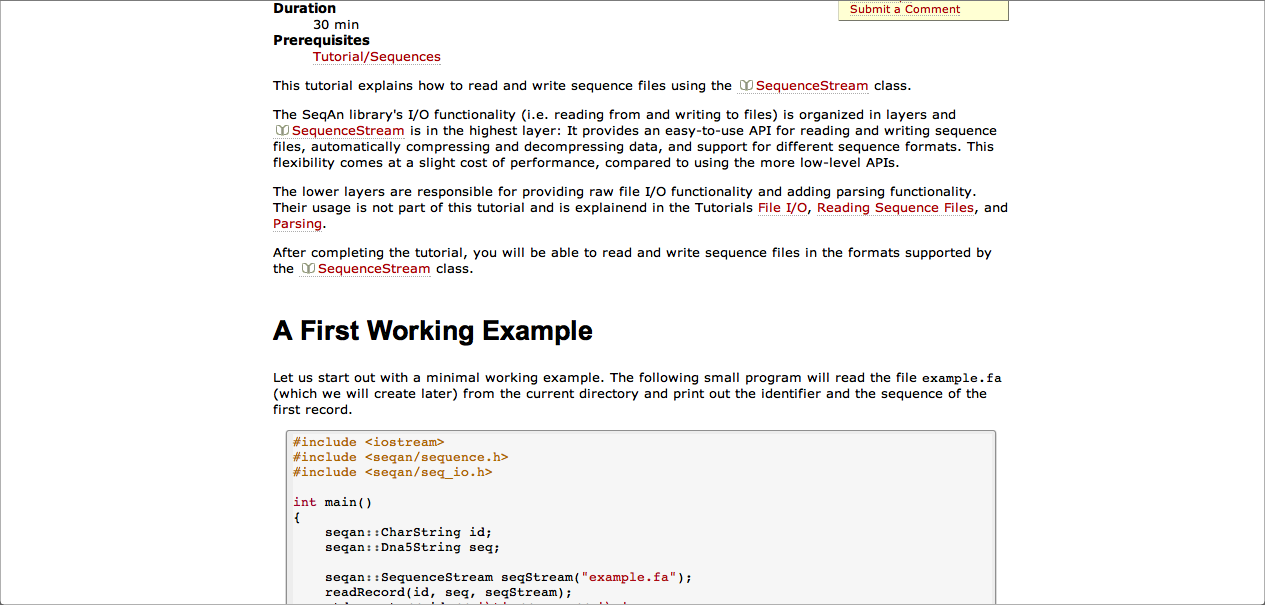 Duration
Submit a Comment
30 min
Prerequisites
Tutorial/Sequences
This tutorial explains how to read and write sequence files using the SequenceStream class.
The SeqAn library's I/O functionality (i.e. reading from and writing to files) is organized in layers and
SequenceStream is in the highest layer: It provides an easy-to-use API for reading and writing sequence
files, automatically compressing and decompressing data, and support for different sequence formats. This
flexibility comes at a slight cost of performance, compared to using the more low-level APIs.
The lower layers are responsible for providing raw file I/O functionality and adding parsing functionality.
Their usage is not part of this tutorial and is explainend in the Tutorials File I/O, Reading Sequence Files, and
Parsing.
After completing the tutorial, you will be able to read and write sequence files in the formats supported by
the SequenceStream class.
A First Working Example
Let us start out with a minimal working example. The following small program will read the file example.fa
(which we will create later) from the current directory and print out the identifier and the sequence of the
first record.
#include <iostream>
#include <seqan/sequence.h>
#include <seqan/seq_io.h>
int main()
{
seqan::CharString id;
seqan::Dna5String seq;
seqan::SequenceStream seqStream("example.fa");
readRecord(id, seq, seqStream);